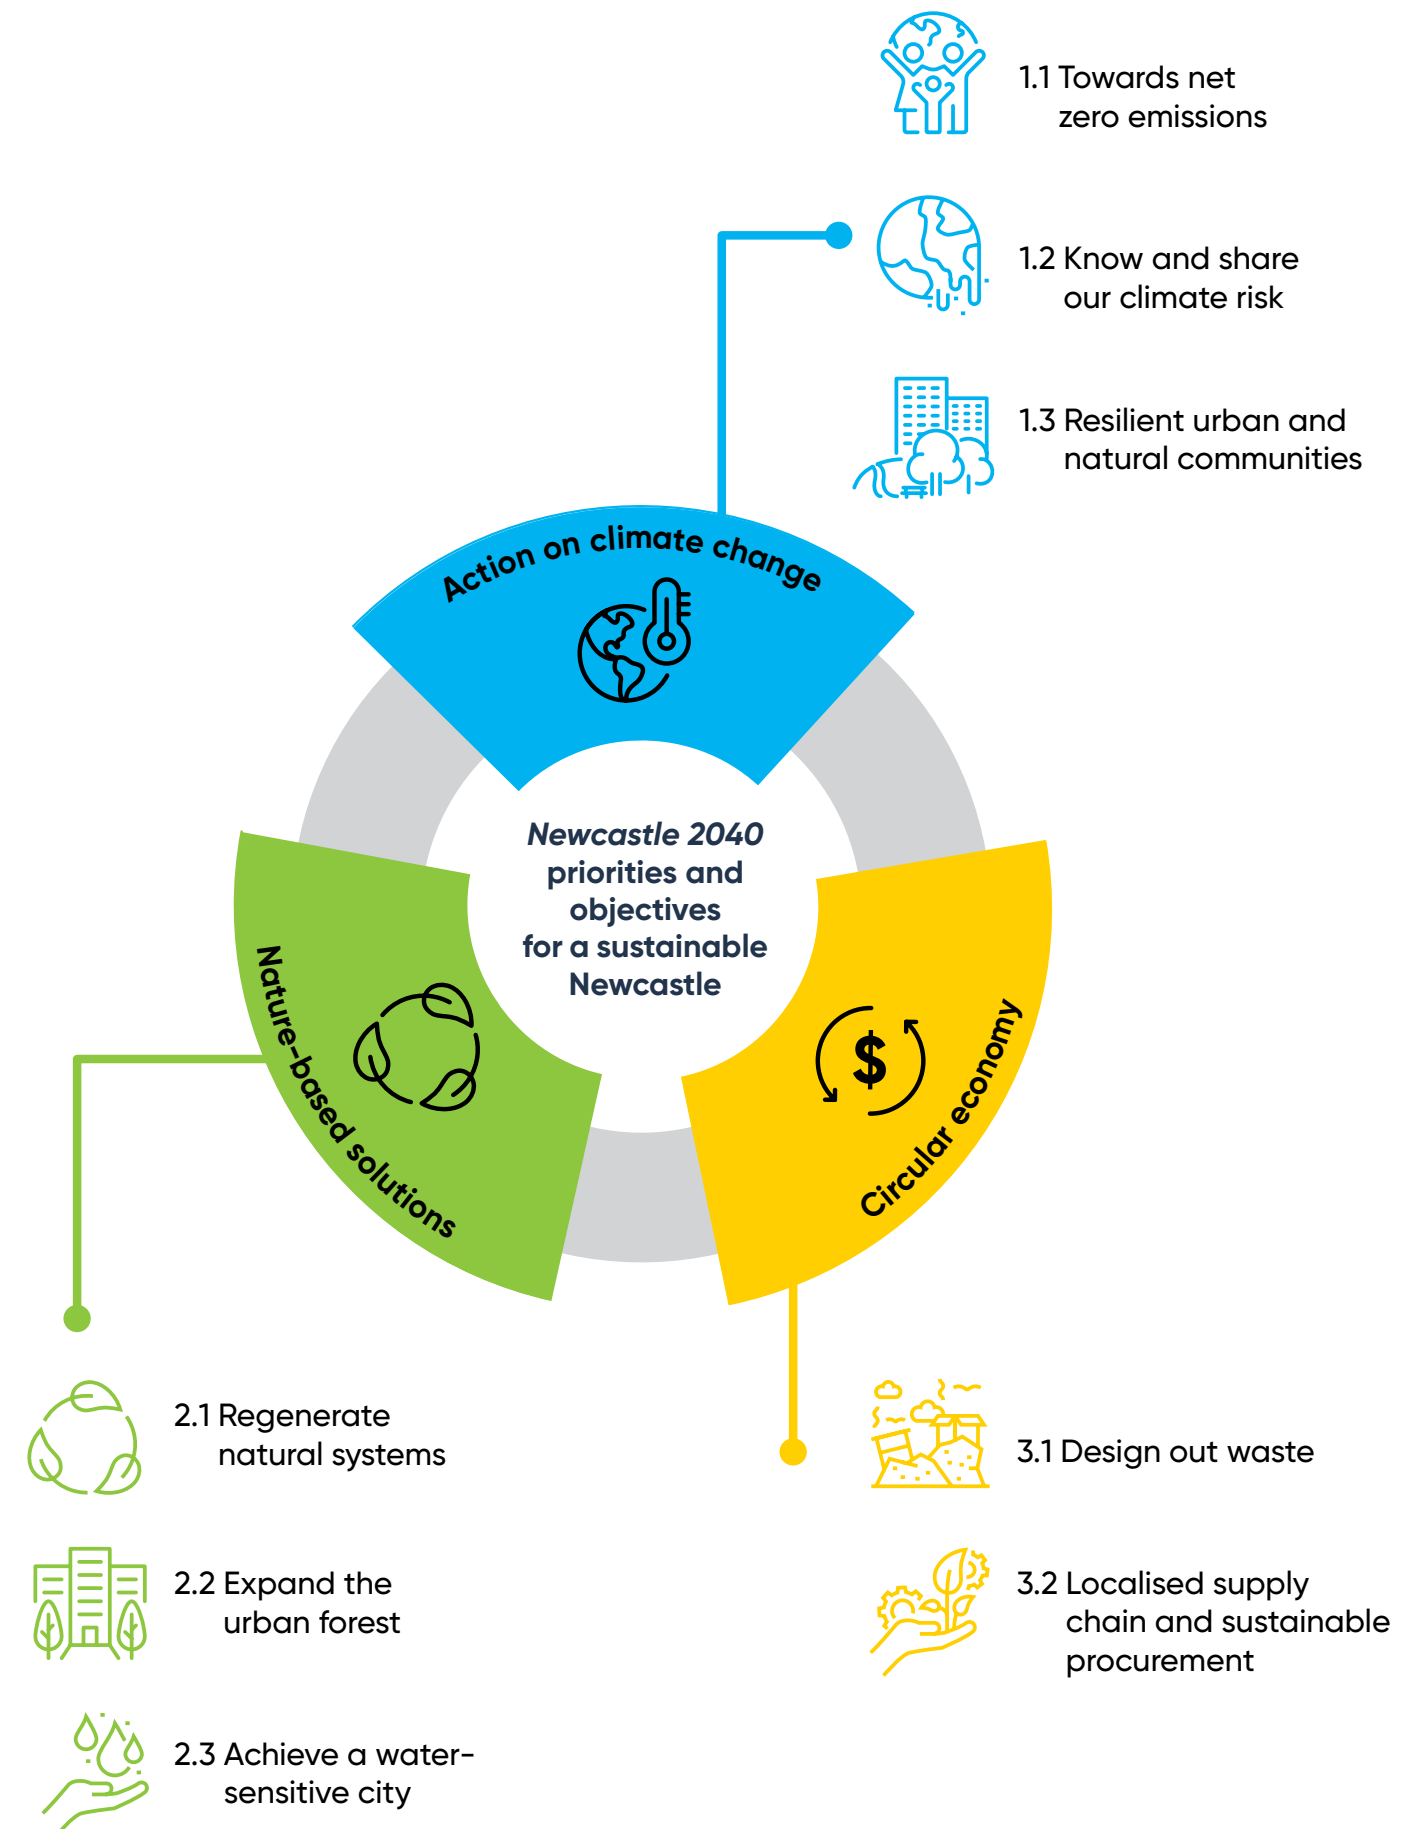 1.1 Towards net
zero emissions
1.2 Know and share
our climate risk
1.3 Resilient urban and
natural communities
Action on climate change
Newcastle 2040
priorities and
objectives
for a sustainable
Newcastle
Nature-based solutions
$
Circular economy
2.1 Regenerate
natural systems
2.2 Expand the
urban forest
2.3 Achieve a water-
sensitive city
3.1 Design out waste
3.2 Localised supply
chain and sustainable
procurement